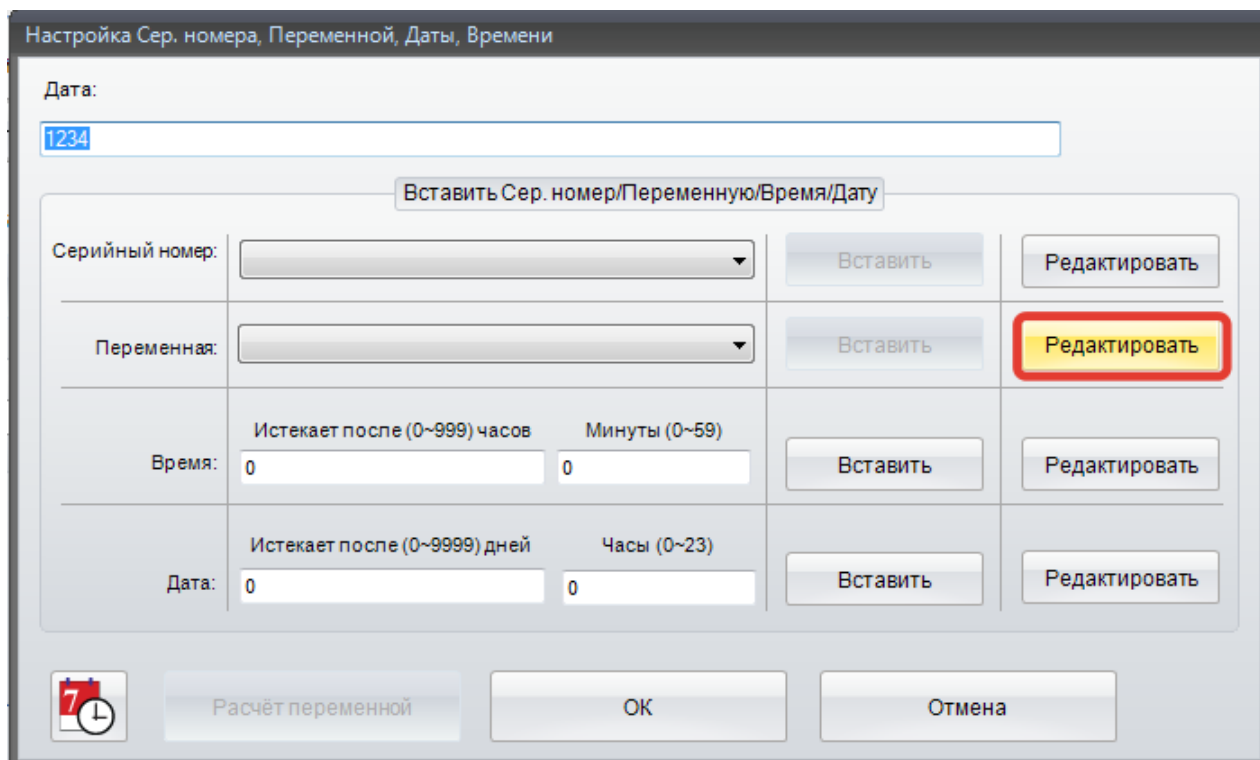 Настройка Сер. номера, Переменной, Даты, Времени
Дата:
1234
Вставить Сер. номер/Переменную/Время/Дату
Серийный номер:
Вставить
Редактировать
Переменная:
Вставить
Редактировать
Истекает после (0~999) часов
Минуты (0~59)
Время:
0
0
Вставить
Редактировать
Истекает после (0~9999) дней
Часы (0~23)
Дата:
0
0
Вставить
Редактировать
7
Расчёт переменной
ОК
Отмена